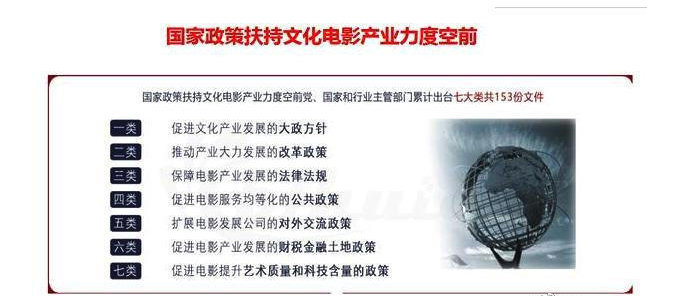 国家政策扶持文化电影产业力度空前
国家政策扶持文化电影产业力度空前党、国家和行业主管部门累计出台七大类共153份文件
一类 促进文化产业发展的大政方针
二类 推动产业大力发展的改革政策
三类 保障电影产业发展的法律法规
四类 促进电影服务均等化的公共政策
五类 扩展电影发展公司的对外交流政策
六类 促进电影产业发展的财税金融土地政策
七类 促进电影提升艺术质量和科技含量的政策